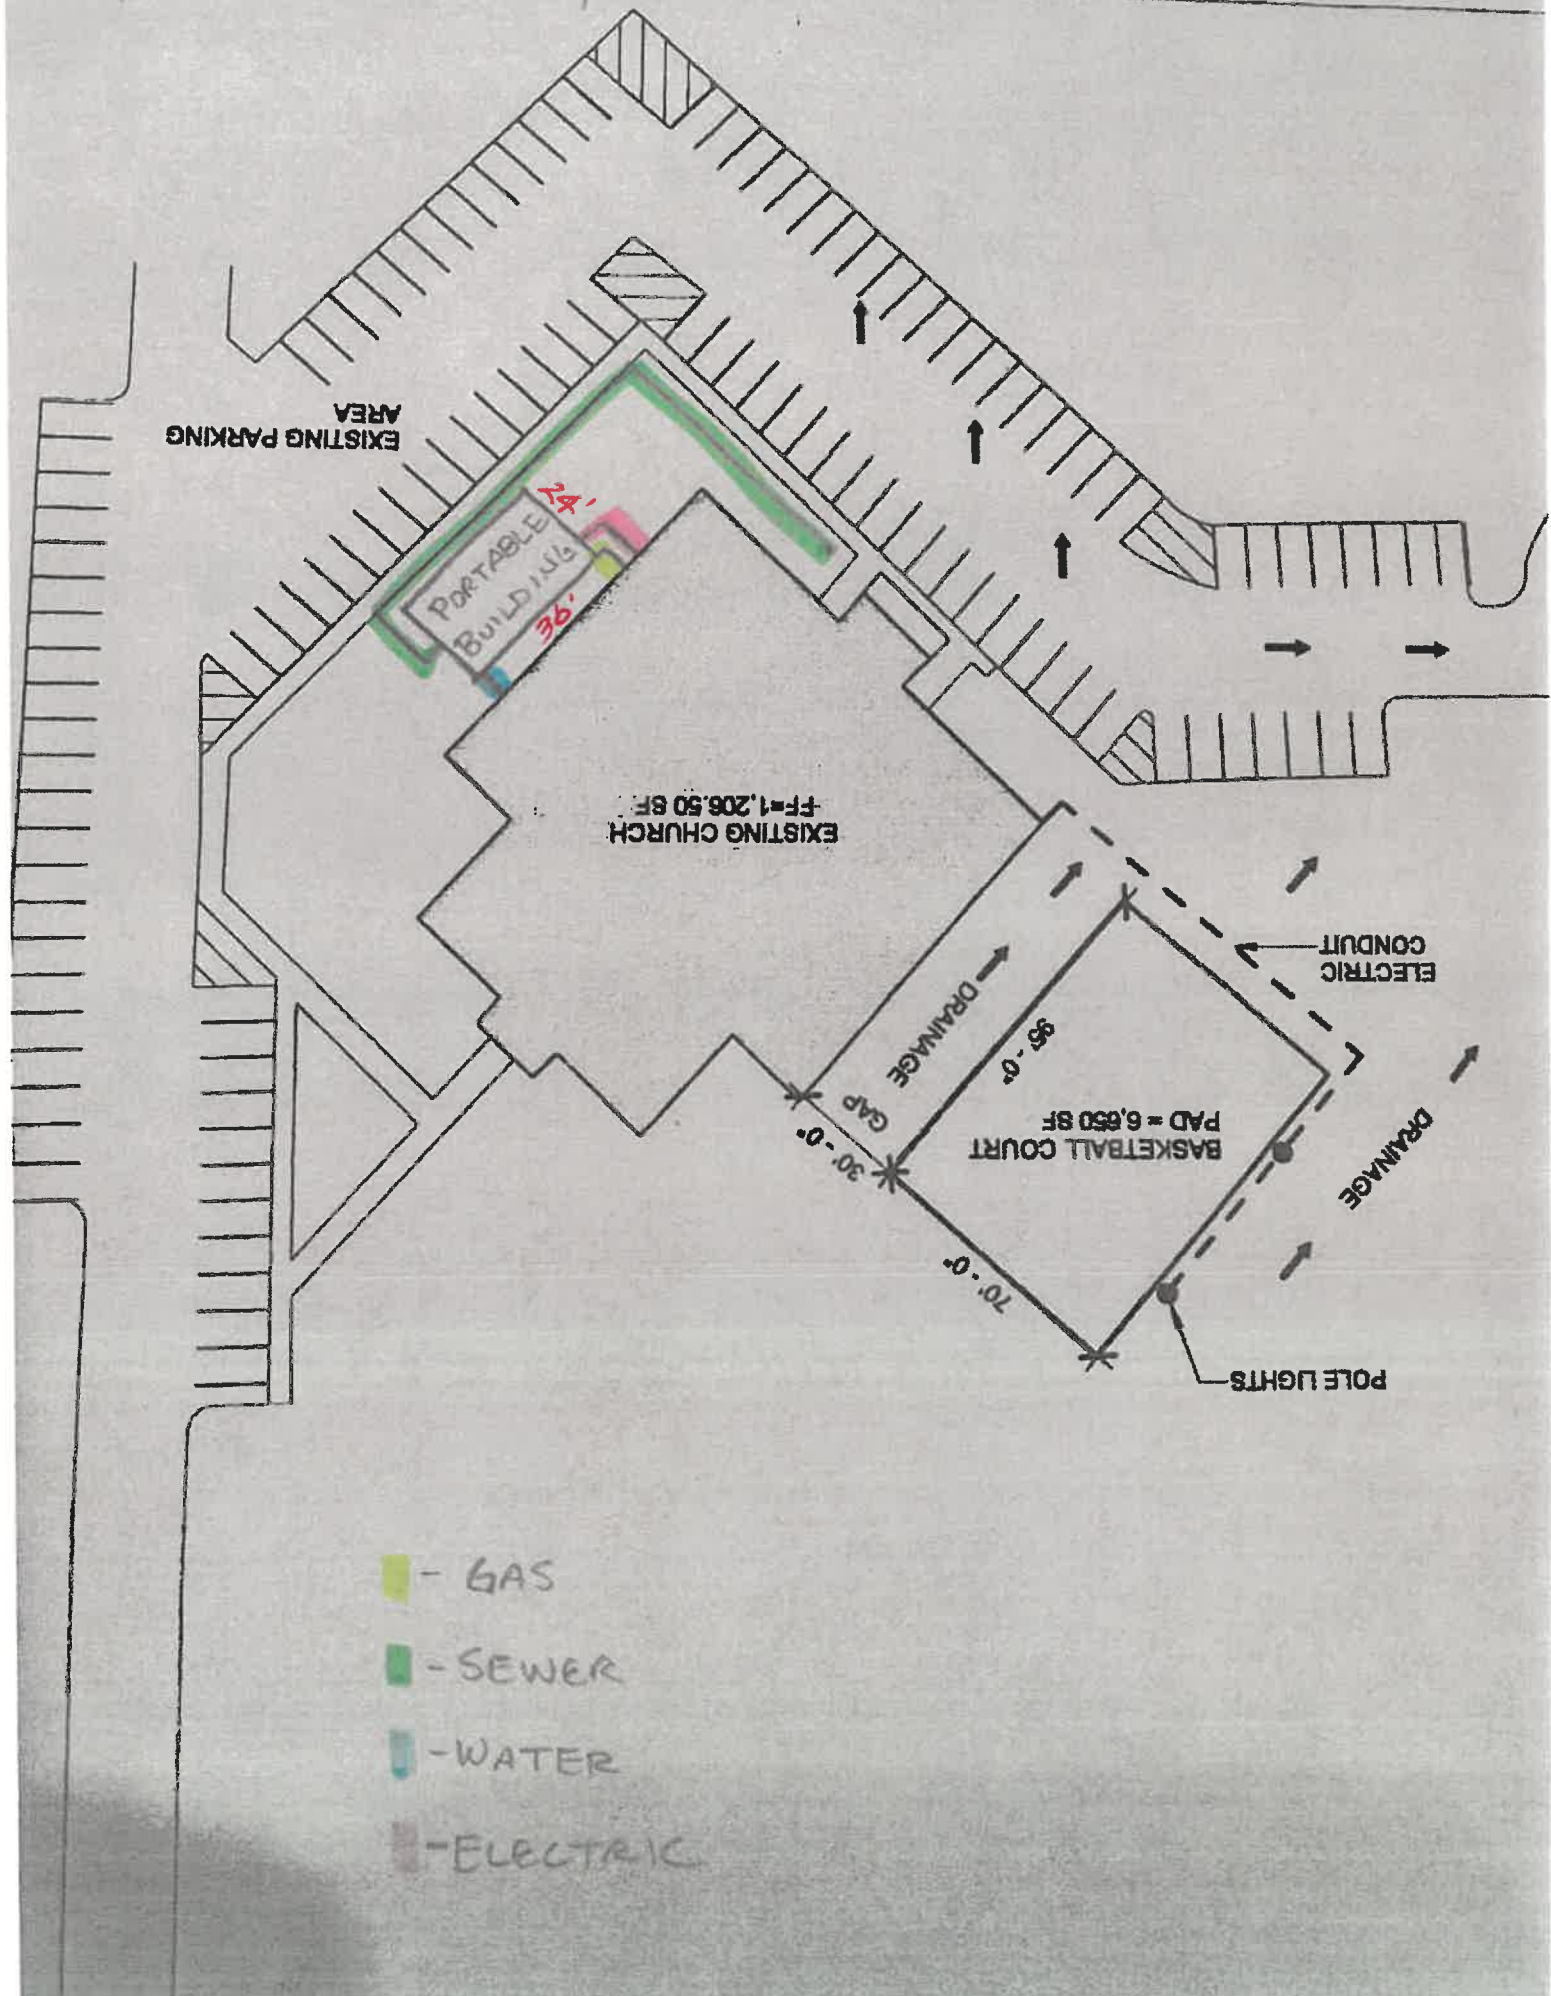 EXISTING PARKING
AREA
24'
PORTABLE
BUILDING
36'
EXISTING CHURCH
FF=1,206.50 SF
ELECTRIC
CONDUIT
DRAINAGE
GAP
30' - 0"
95' - 0"
BASKETBALL COURT
PAD = 6,650 SF
DRAINAGE
70' - 0"
POLE LIGHTS
- GAS
- SEWER
- WATER
- ELECTRIC